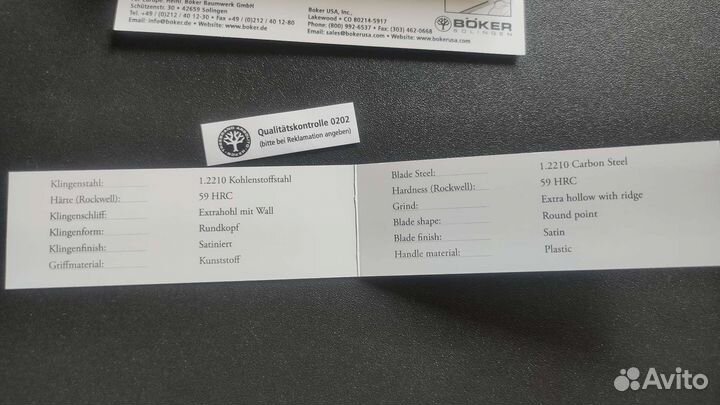 Europe: Heinr. Böker Baumwerk GmbH
Schützenstr. 30 • 42659 Solingen
Tel. +49 / (0)212 / 40 12-30 • Fax +49 / (0)212 / 40 12-80
Email: info@boker.de • Website: www.boker.de
Boker USA, Inc.
Lakewood • CO 80214-5917
Phone: (800) 992-6537 • Fax: (303) 462-0668
Email: sales@bokerusa.com • Website: www.bokerusa.com
BÖKER
SOLINGEN
Qualitätskontrolle 0202
(bitte bei Reklamation angeben)
Klingenstahl: 1.2210 Kohlenstoffstahl
Härte (Rockwell): 59 HRC
Klingenschliff: Extrahohl mit Wall
Klingenform: Rundkopf
Klingenfinish: Satiniert
Griffmaterial: Kunststoff
Blade Steel: 1.2210 Carbon Steel
Hardness (Rockwell): 59 HRC
Grind: Extra hollow with ridge
Blade shape: Round point
Blade finish: Satin
Handle material: Plastic
Avito